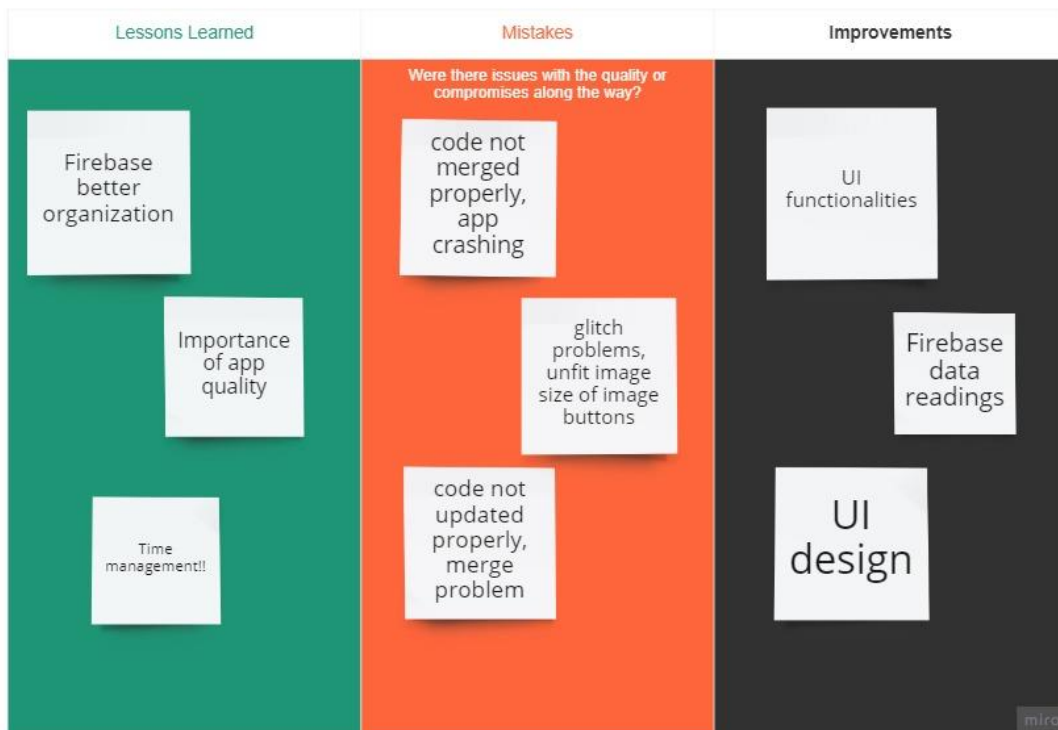 Lessons Learned
Mistakes
Improvements
Were there issues with the quality or
compromises along the way?
Firebase
better
organization
Importance
of app
quality
Time
management!!
code not
merged
properly,
app
crashing
glitch
problems,
unfit image
size of image
buttons
code not
updated
properly,
merge
problem
UI
functionalities
Firebase
data
readings
UI
design
miro